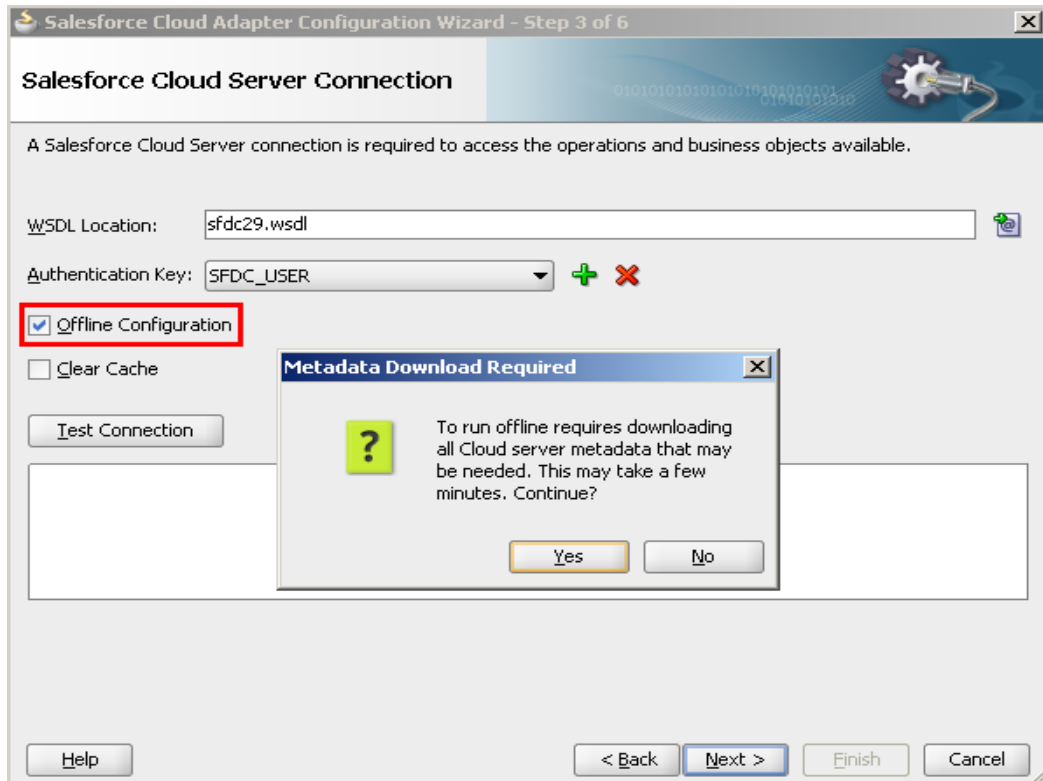 Salesforce Cloud Adapter Configuration Wizard - Step 3 of 6
Salesforce Cloud Server Connection
A Salesforce Cloud Server connection is required to access the operations and business objects available.
WSDL Location: sfdc29.wsdl
Authentication Key: SFDC_USER
Offline Configuration
Clear Cache
Test Connection
Metadata Download Required
?
To run offline requires downloading
all Cloud server metadata that may
be needed. This may take a few
minutes. Continue?
Yes No
Help < Back Next > Finish Cancel